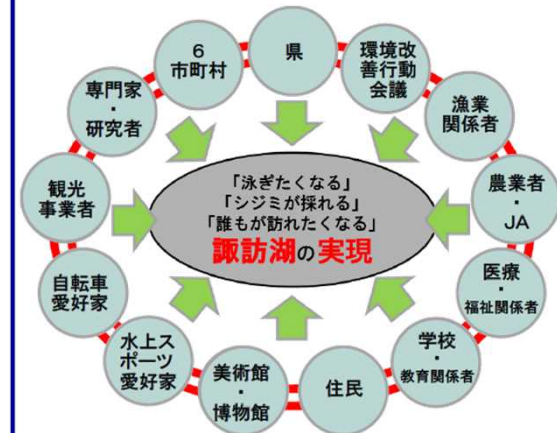 県
環境改
善行動
会議
漁業
関係者
農業者
・
JA
医療
・
福祉関係者
学校
・
教育関係者
住民
美術館
・
博物館
水上ス
ポーツ
愛好家
自転車
愛好家
観光
事業者
専門家
・
研究者
6
市町村
「泳ぎたくなる」
「シジミが採れる」
「誰もが訪れたくなる」
諏訪湖の実現